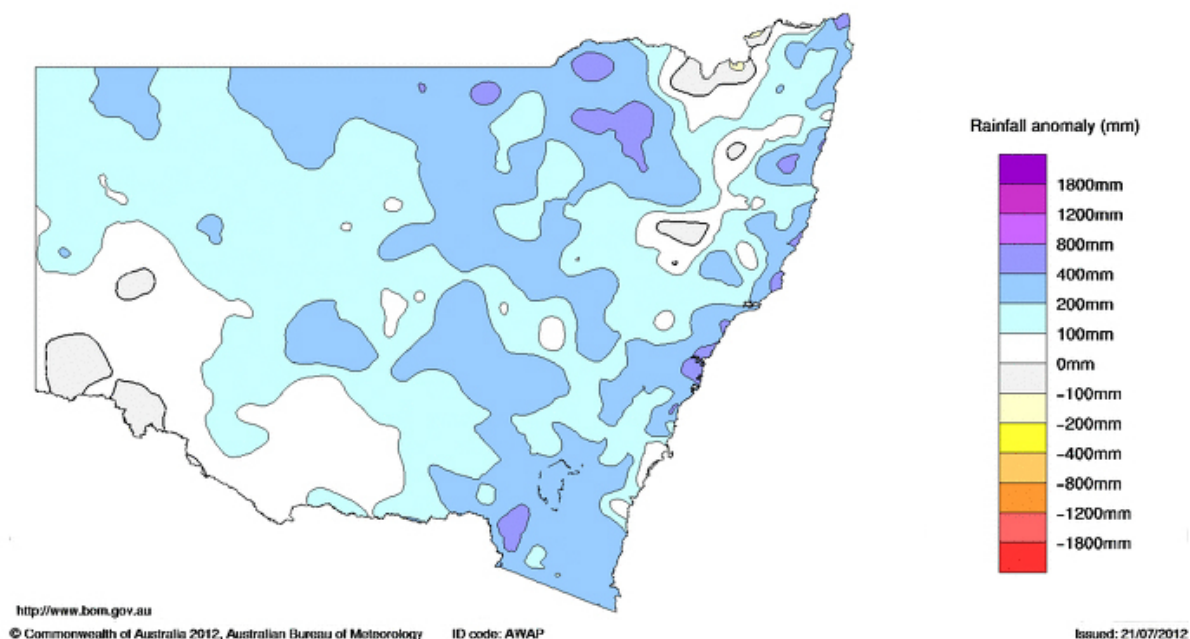 Rainfall anomaly (mm)
1800mm
1200mm
800mm
400mm
200mm
100mm
0mm
-100mm
-200mm
-400mm
-800mm
-1200mm
-1800mm
http://www.bom.gov.au
© Commonwealth of Australia 2012, Australian Bureau of Meteorology ID code: AWAP Issued: 21/07/2012